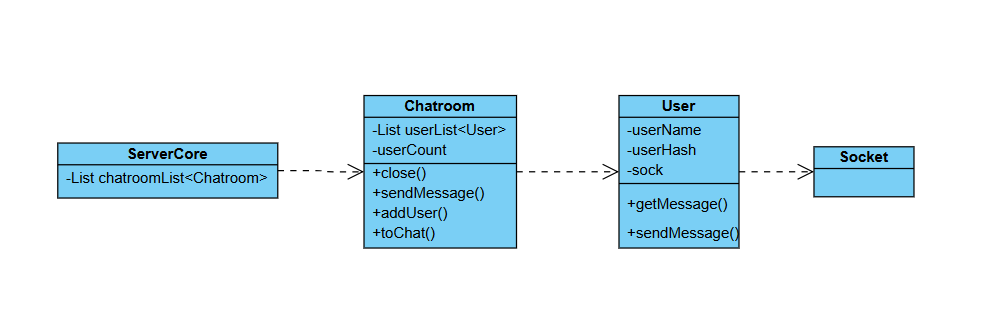 ServerCore
-List chatroomList<Chatroom>
Chatroom
-List userList<User>
-userCount
+close()
+sendMessage()
+addUser()
+toChat()
User
-userName
-userHash
-sock
+getMessage()
+sendMessage()
Socket